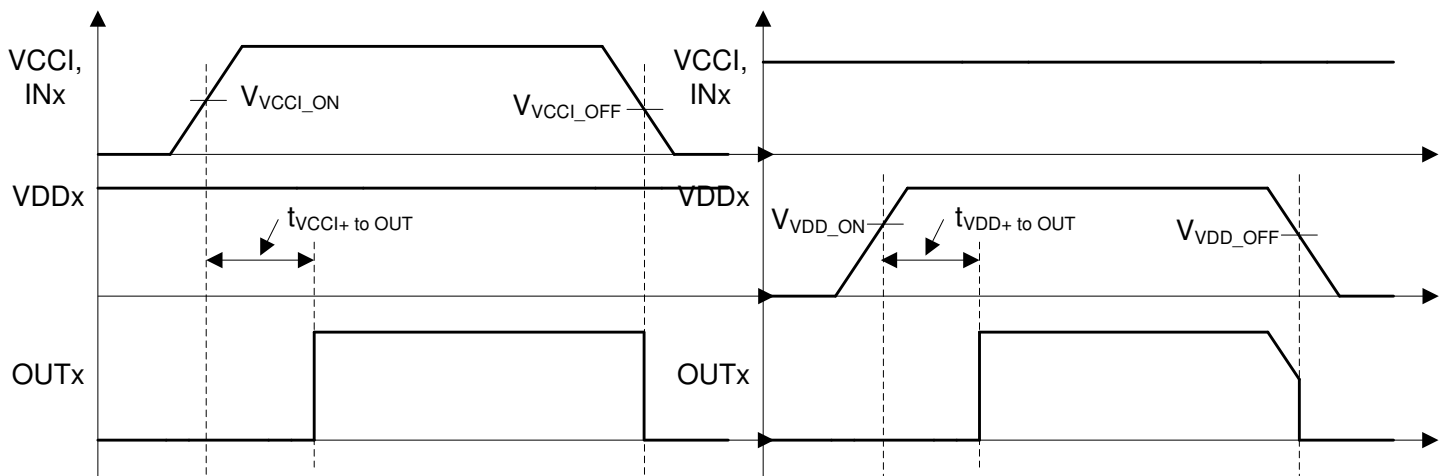 VCCI,
INx
V_VCCI_ON
V_VCCI_OFF
VDDx
t_VCCI+ to OUT
OUTx
VCCI,
INx
VDDx
V_VDD_ON
t_VDD+ to OUT
V_VDD_OFF
OUTx